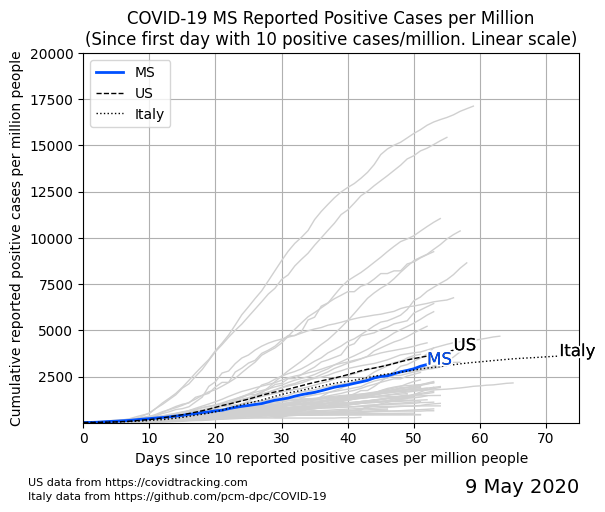 COVID-19 MS Reported Positive Cases per Million
(Since first day with 10 positive cases/million. Linear scale)
Cumulative reported positive cases per million people
20000
17500
15000
12500
10000
7500
5000
2500
MS
US
Italy
US
MS
Italy
0 10 20 30 40 50 60 70
Days since 10 reported positive cases per million people
US data from https://covidtracking.com
Italy data from https://github.com/pcm-dpc/COVID-19
9 May 2020